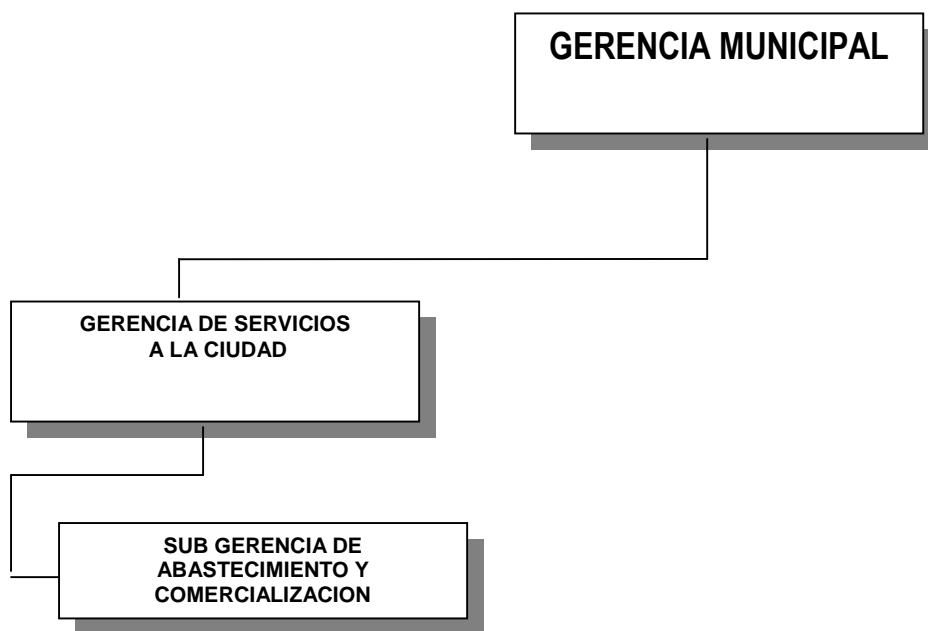 GERENCIA MUNICIPAL
GERENCIA DE SERVICIOS
A LA CIUDAD
SUB GERENCIA DE
ABASTECIMIENTO Y
COMERCIALIZACION